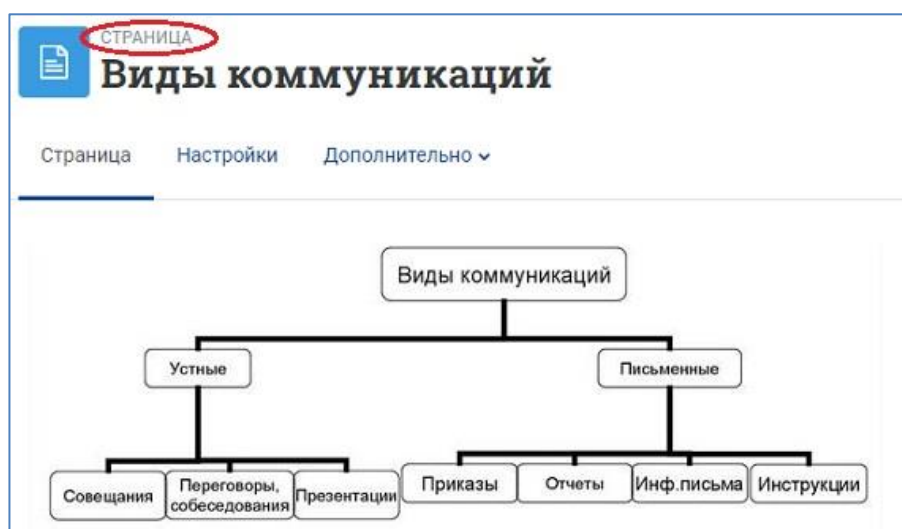 СТРАНИЦА
Виды коммуникаций
Страница Настройки Дополнительно
Виды коммуникаций
Устные Письменные
Совещания Переговоры, собеседования Презентации Приказы Отчеты Инф.письма Инструкции